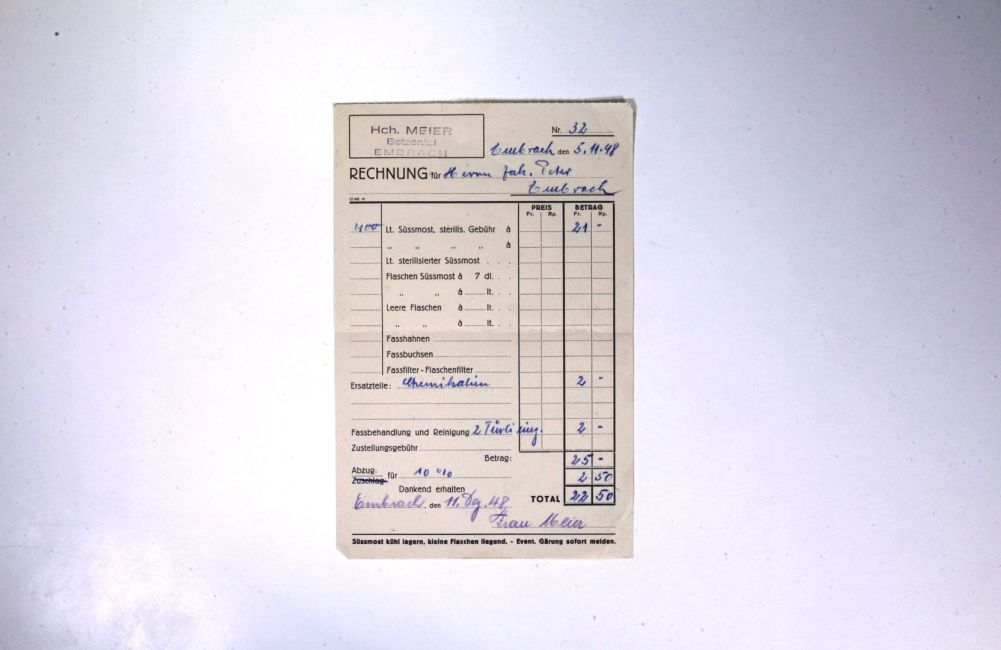 Hch. MEIER
Betzental
EMBRACH
Nr. 32
Embrach den 5.11.48
RECHNUNG für Herrn Jak. Peter
Embrach
PREIS BETRAG
Fr. Rp. Fr. Rp.
400 Lt. Süssmost, sterilis. Gebühr à 21 -
„ „ „ „ à
Lt. sterilisierter Süssmost . . .
Flaschen Süssmost à 7 dl. . .
„ „ à ........ lt. . .
Leere Flaschen à ........ lt. . .
„ „ à ........ lt. . .
Fasshahnen
Fassbuchsen
Fassfilter - Flaschenfilter
Ersatzteile: Chemikalien 2 -
Fassbehandlung und Reinigung 2 Türli 2 -
Zustellungsgebühr
Betrag: 25 -
Abzug
Zuschlag für 10 % 2 50
Dankend erhalten
TOTAL 22 50
Embrach, den 11. Dez. 48
Frau Meier
Süssmost kühl lagern, kleine Flaschen liegend. - Event. Gärung sofort melden.